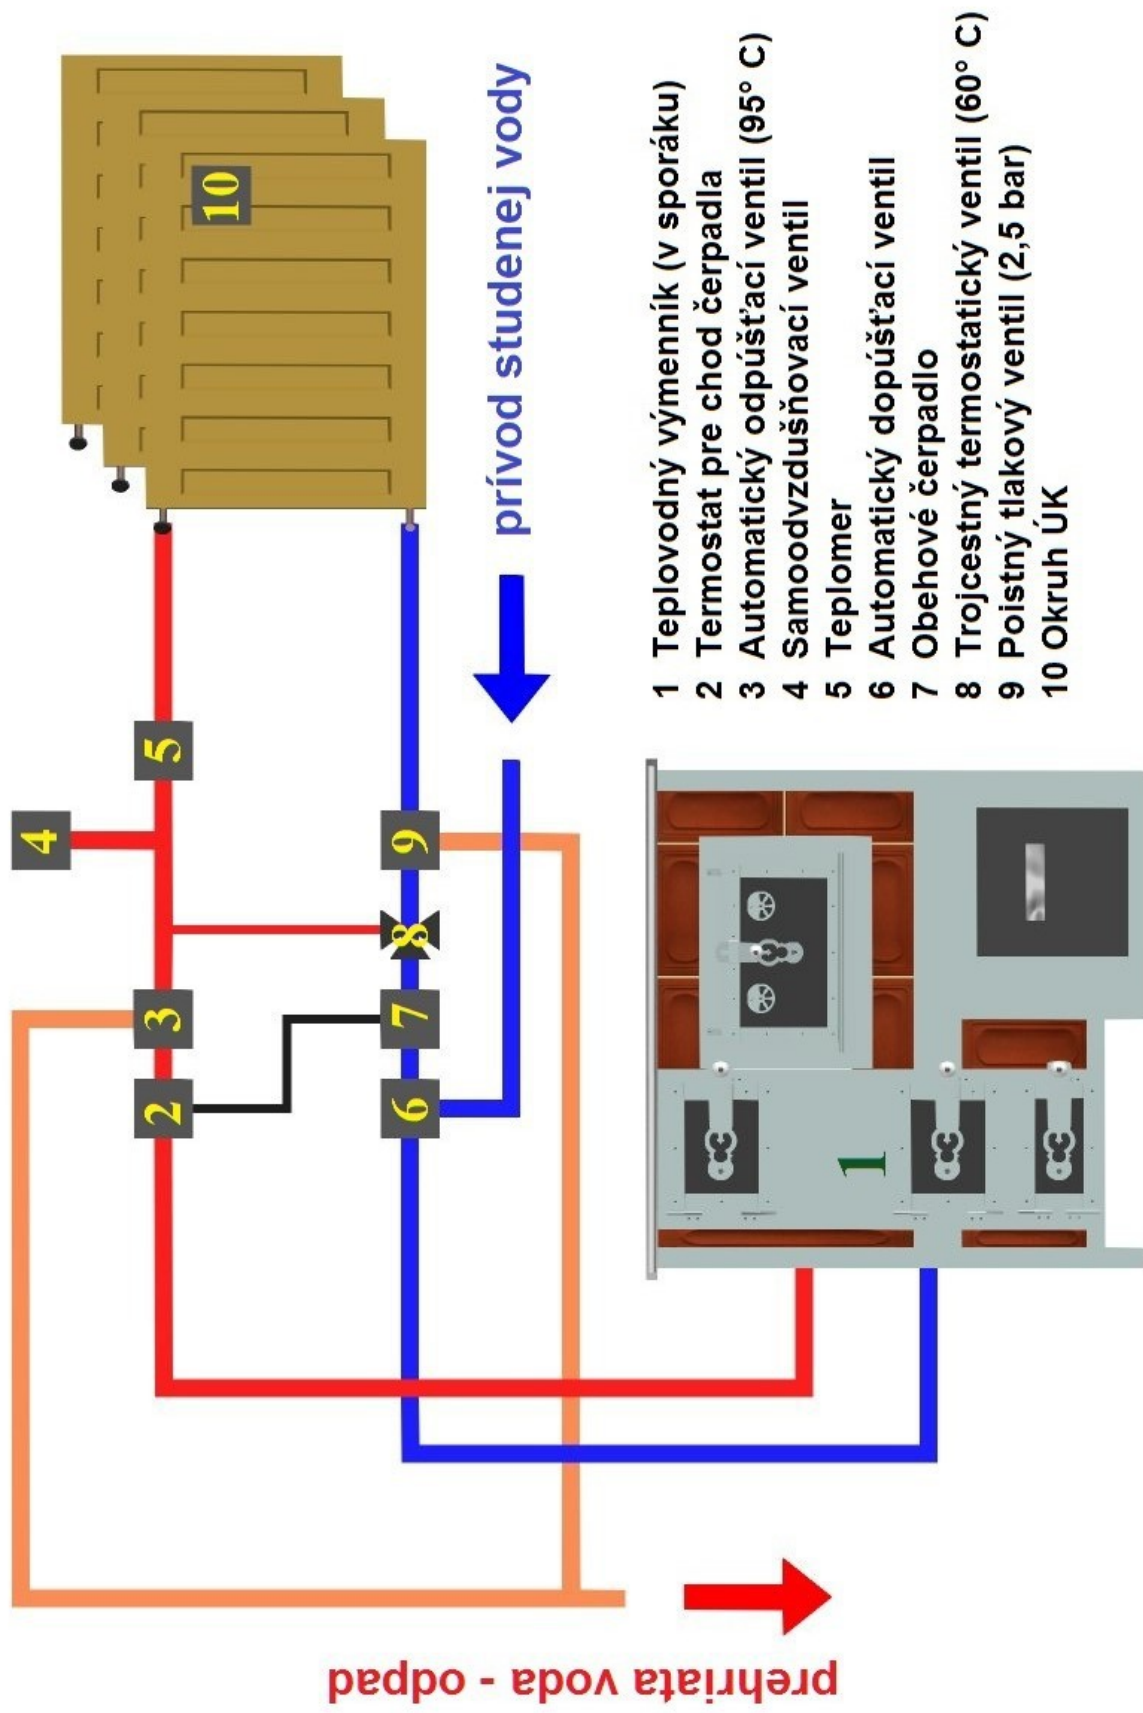 4
5
3
2
10
9
8
7
6
prívod studenej vody
1
1 Teplovodný výmenník (v sporáku)
2 Termostat pre chod čerpadla
3 Automatický odpúšťací ventil (95° C)
4 Samoodvzdušňovací ventil
5 Teplomer
6 Automatický dopúšťací ventil
7 Obehové čerpadlo
8 Trojcestný termostatický ventil (60° C)
9 Poistný tlakový ventil (2,5 bar)
10 Okruh ÚK
prehriata voda - odpad